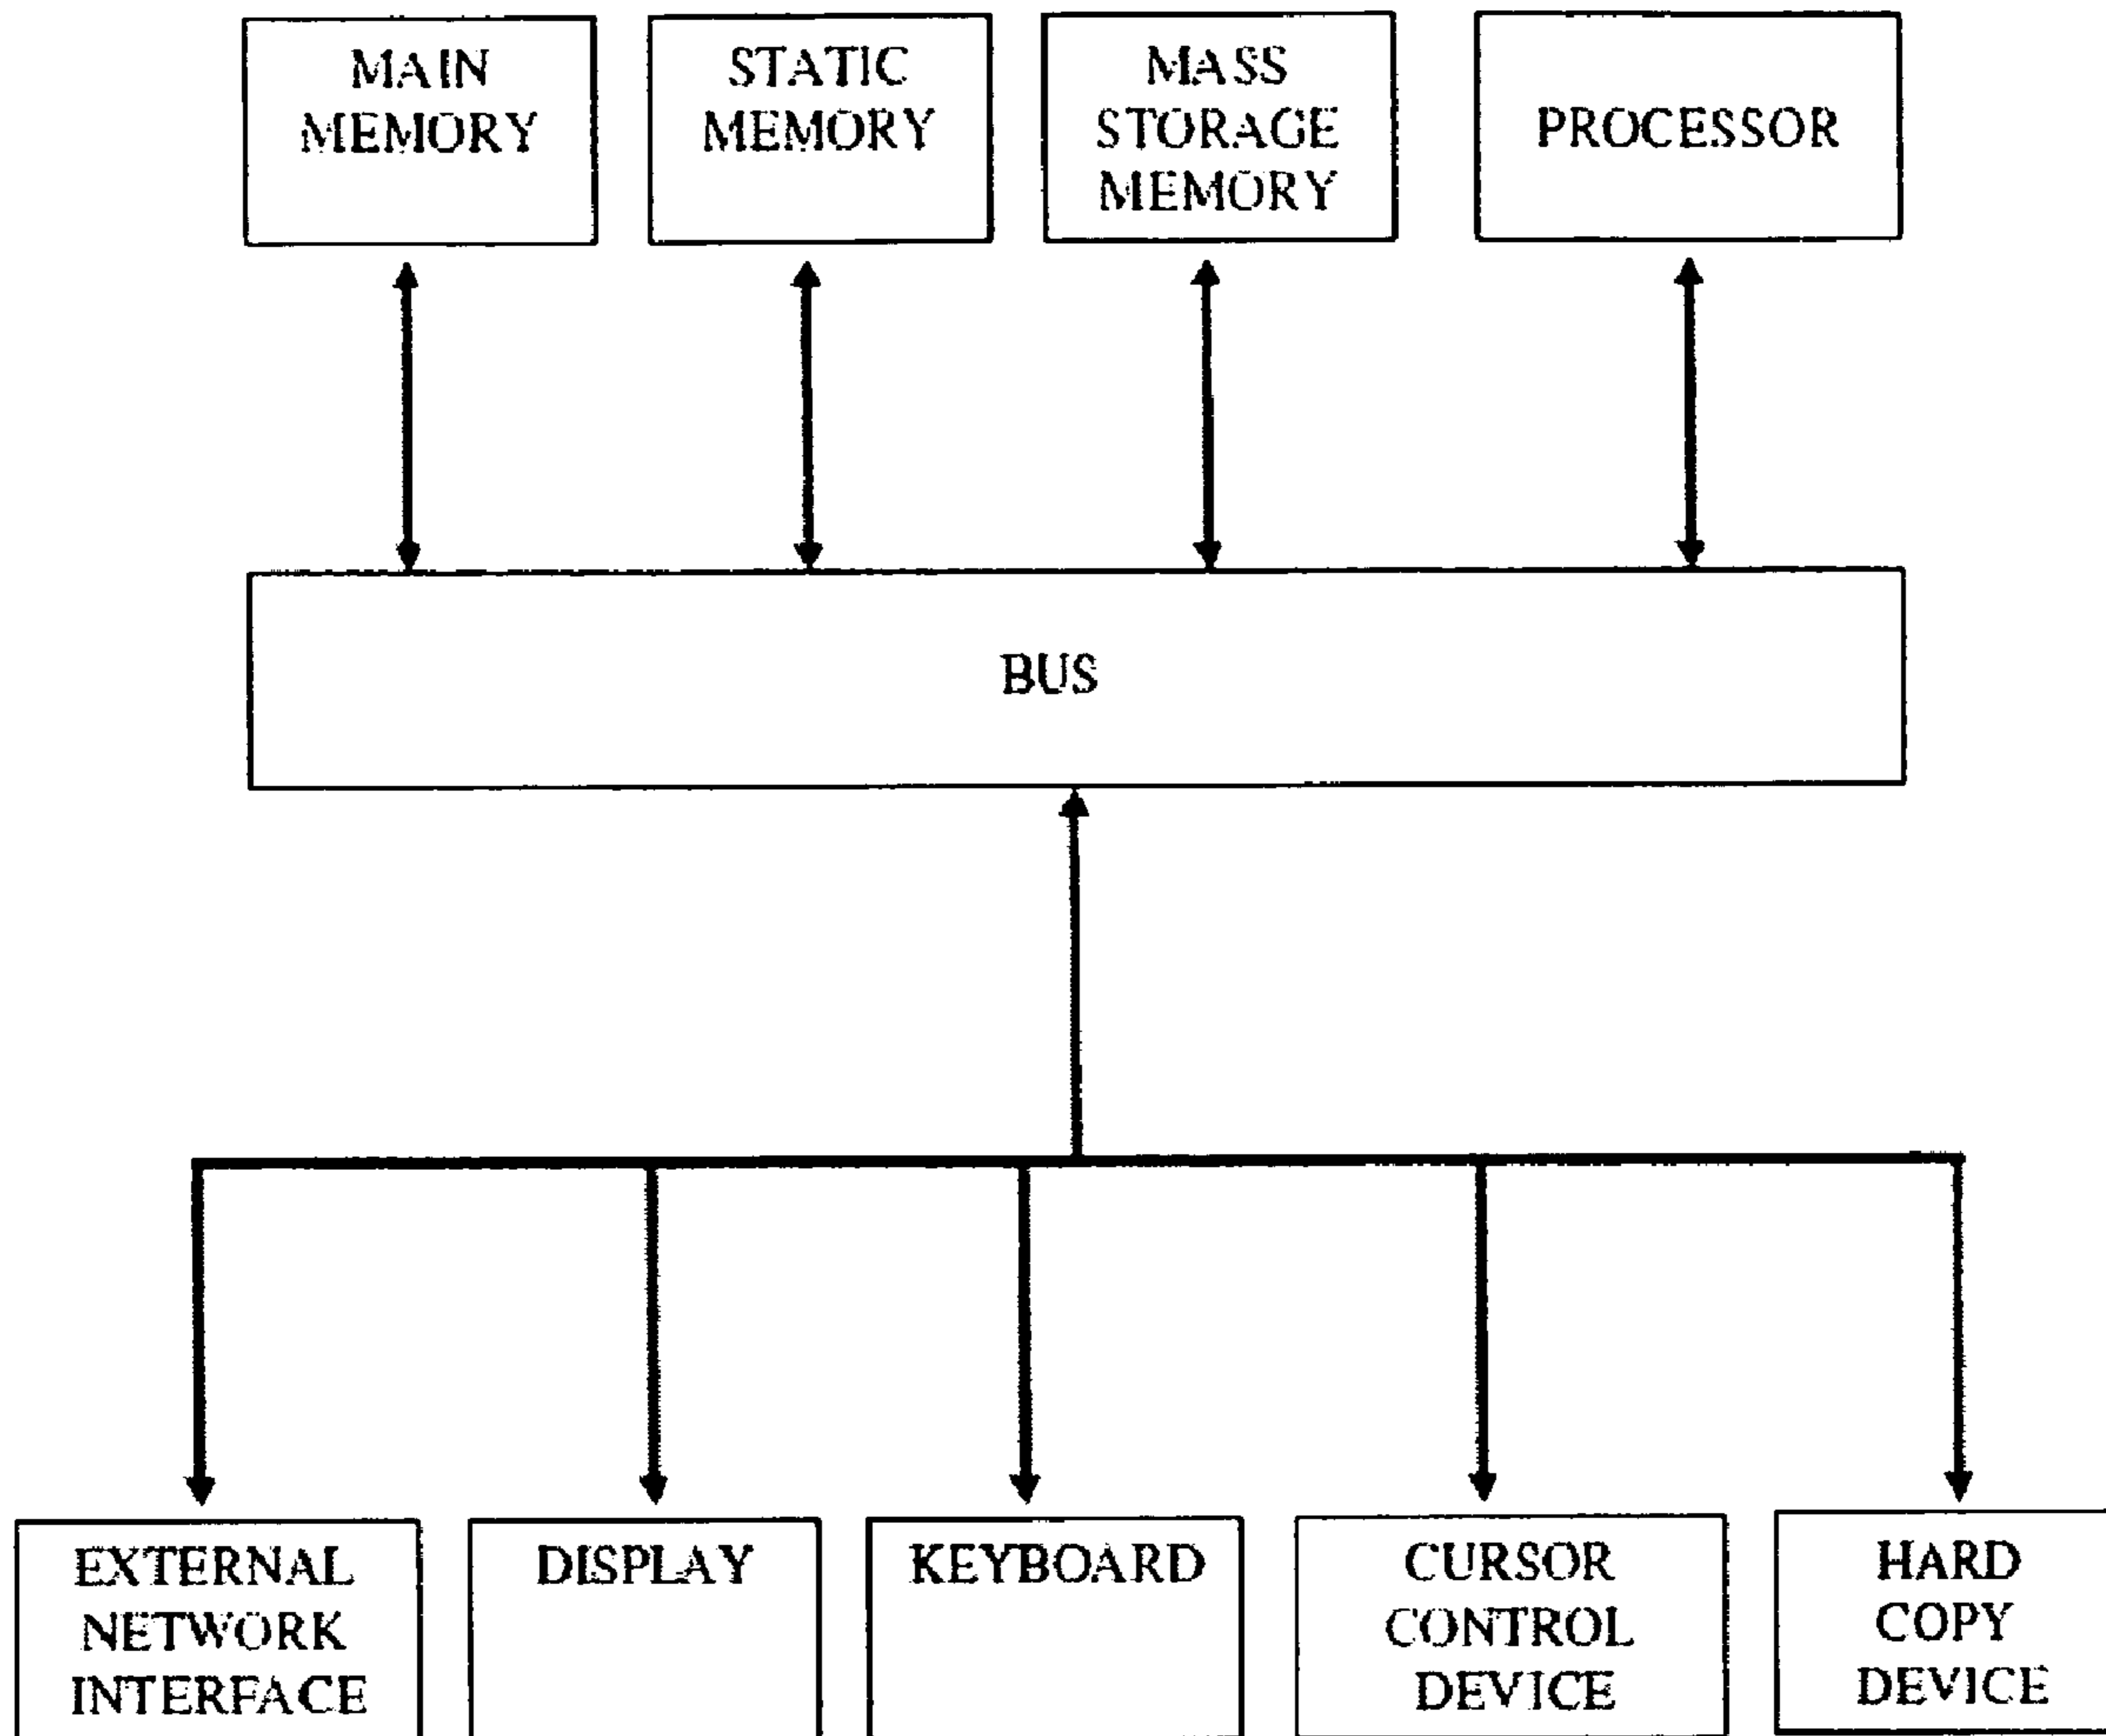 MAIN
MEMORY
STATIC
MEMORY
MASS
STORAGE
MEMORY
PROCESSOR
BUS
EXTERNAL
NETWORK
INTERFACE
DISPLAY
KEYBOARD
CURSOR
CONTROL
DEVICE
HARD
COPY
DEVICE